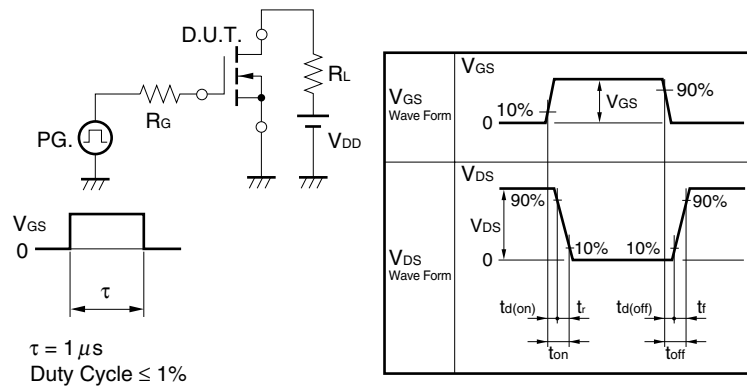 D.U.T.
RL
RG
PG.
VDD
VGS
0
τ
τ = 1 μs
Duty Cycle ≤ 1%
VGS
Wave Form
VGS
10%
VGS
90%
0
VDS
Wave Form
VDS
90%
VDS
10%
10%
90%
0
td(on)
tr
td(off)
tf
ton
toff